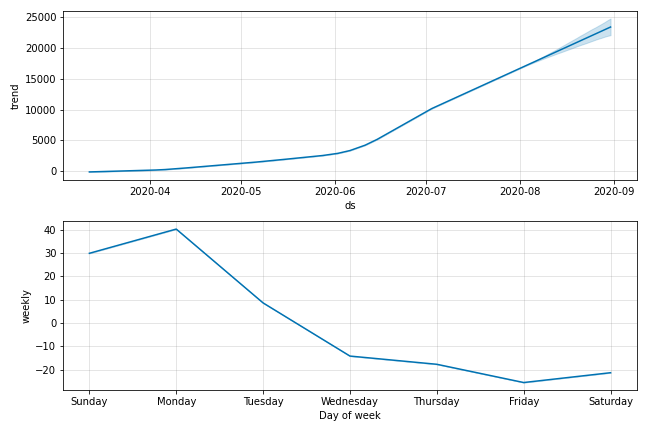 25000
20000
15000
10000
5000
0
trend
2020-04 2020-05 2020-06 2020-07 2020-08 2020-09
ds
40
30
20
10
0
−10
−20
weekly
Sunday Monday Tuesday Wednesday Thursday Friday Saturday
Day of week